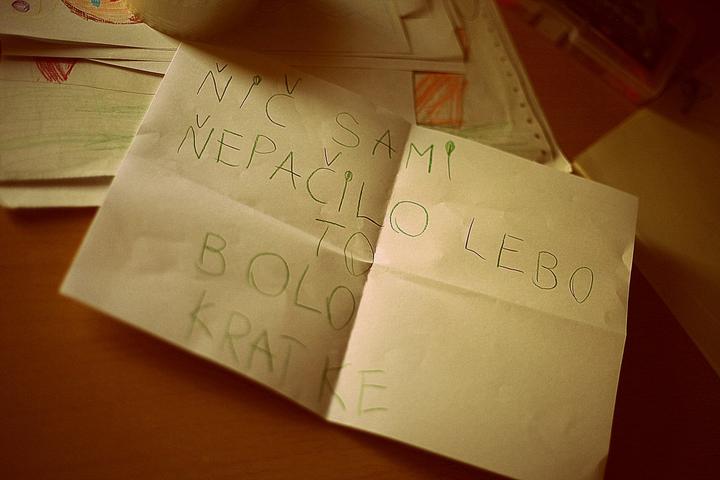 ŇIČ SAMi
ŇEPAČiLO LEBO
TO
BOLO
KRATKE